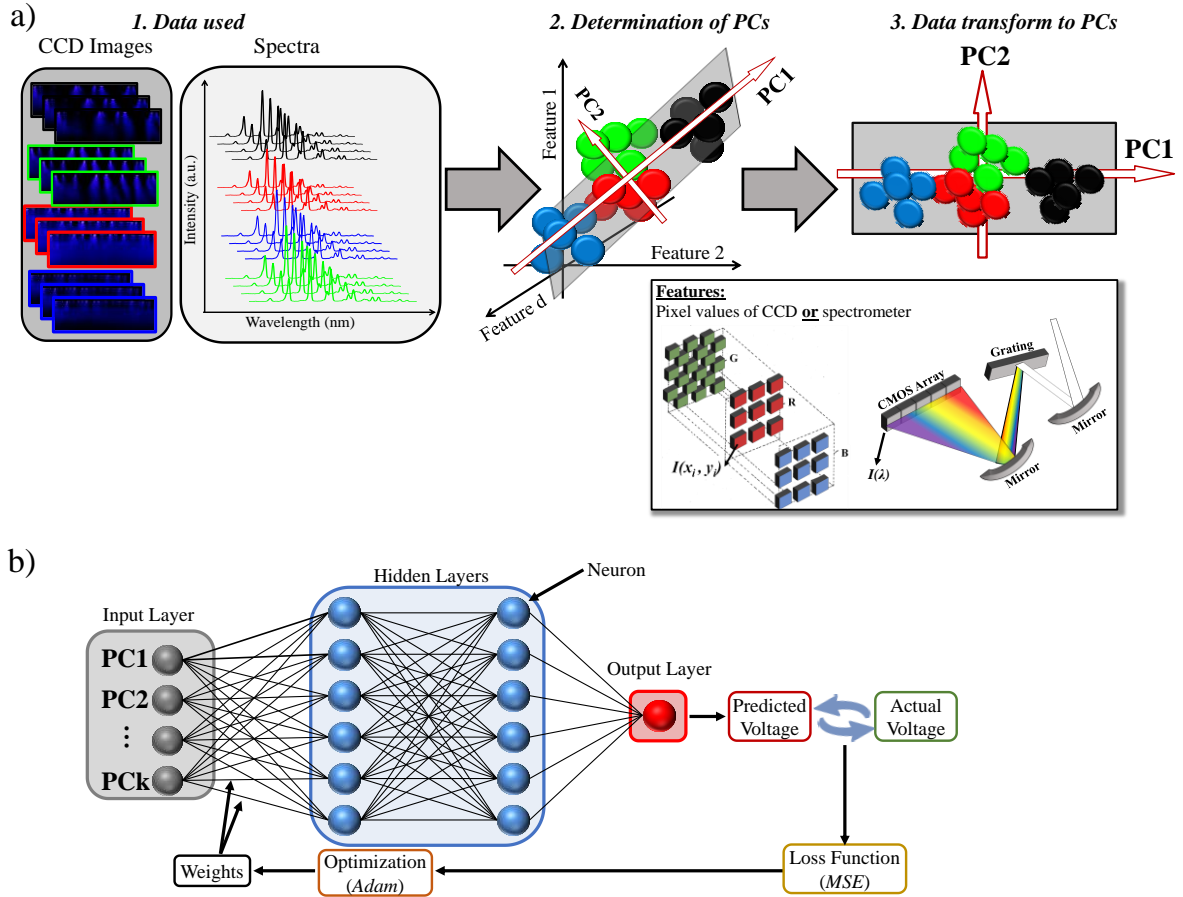 a)
1. Data used
CCD Images
Spectra
Intensity (a.u.)
Wavelength (nm)
2. Determination of PCs
Feature 1
PC2
PC1
Feature 2
Feature d
3. Data transform to PCs
PC2
PC1
Features:
Pixel values of CCD or spectrometer
G
R
B
I(xi , yi)
CMOS Array
Grating
Mirror
Mirror
I(λ)
b)
Input Layer
PC1
PC2
...
PCk
Hidden Layers
Neuron
Output Layer
Predicted
Voltage
Actual
Voltage
Loss Function
(MSE)
Optimization
(Adam)
Weights